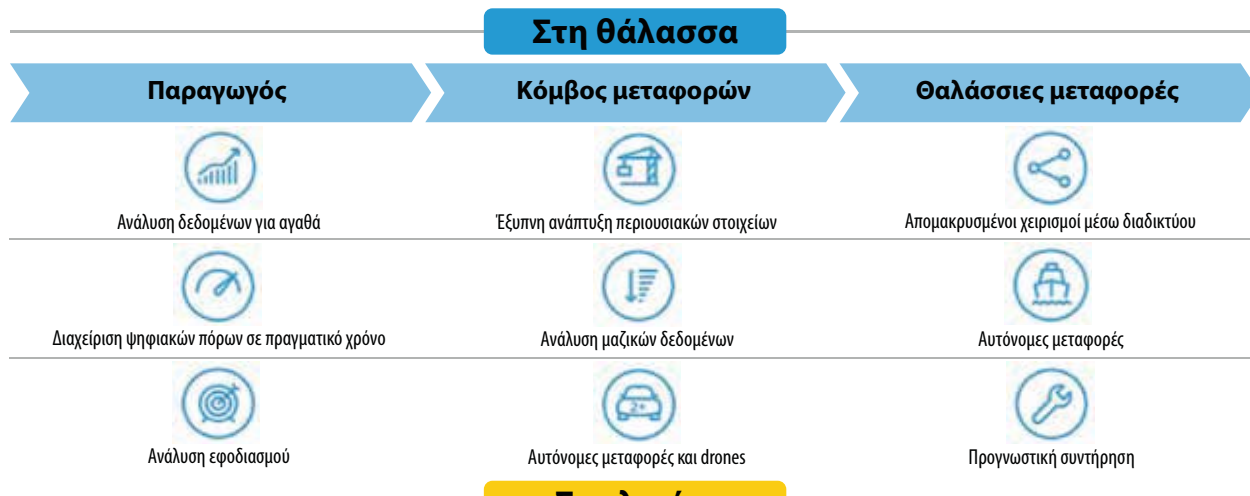 Στη θάλασσα
Παραγωγός
Κόμβος μεταφορών
Θαλάσσιες μεταφορές
Ανάλυση δεδομένων για αγαθά
Έξυπνη ανάπτυξη περιουσιακών στοιχείων
Απομακρυσμένοι χειρισμοί μέσω διαδικτύου
Διαχείριση ψηφιακών πόρων σε πραγματικό χρόνο
Ανάλυση μαζικών δεδομένων
Αυτόνομες μεταφορές
2+
Ανάλυση εφοδιασμού
Αυτόνομες μεταφορές και drones
Προγνωστική συντήρηση